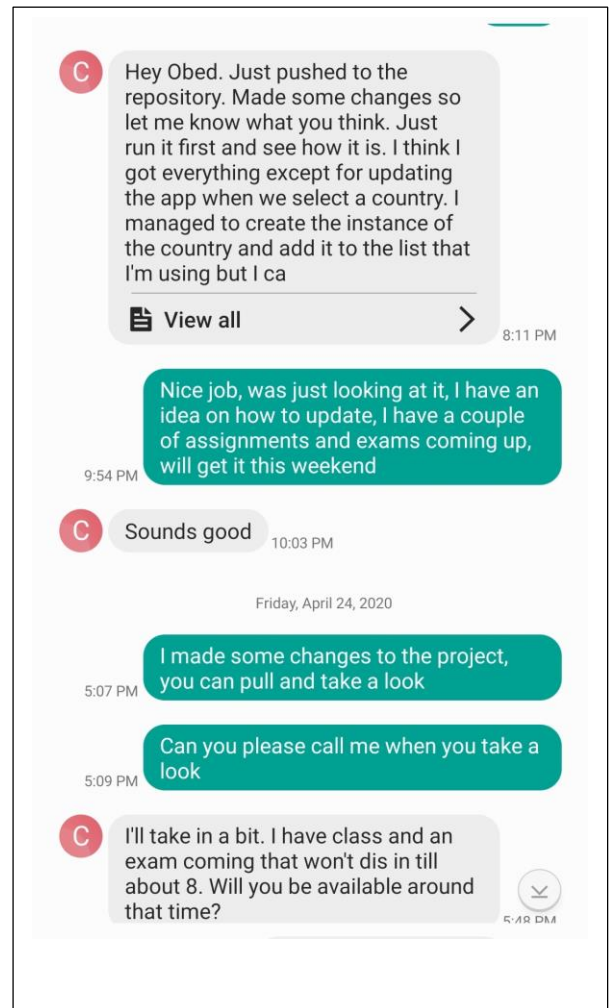 C
Hey Obed. Just pushed to the
repository. Made some changes so
let me know what you think. Just
run it first and see how it is. I think I
got everything except for updating
the app when we select a country. I
managed to create the instance of
the country and add it to the list that
I'm using but I ca
View all
8:11 PM
Nice job, was just looking at it, I have an
idea on how to update, I have a couple
of assignments and exams coming up,
will get it this weekend
9:54 PM
C
Sounds good
10:03 PM
Friday, April 24, 2020
I made some changes to the project,
you can pull and take a look
5:07 PM
Can you please call me when you take a
look
5:09 PM
C
I'll take in a bit. I have class and an
exam coming that won't dis in till
about 8. Will you be available around
that time?
5:48 PM